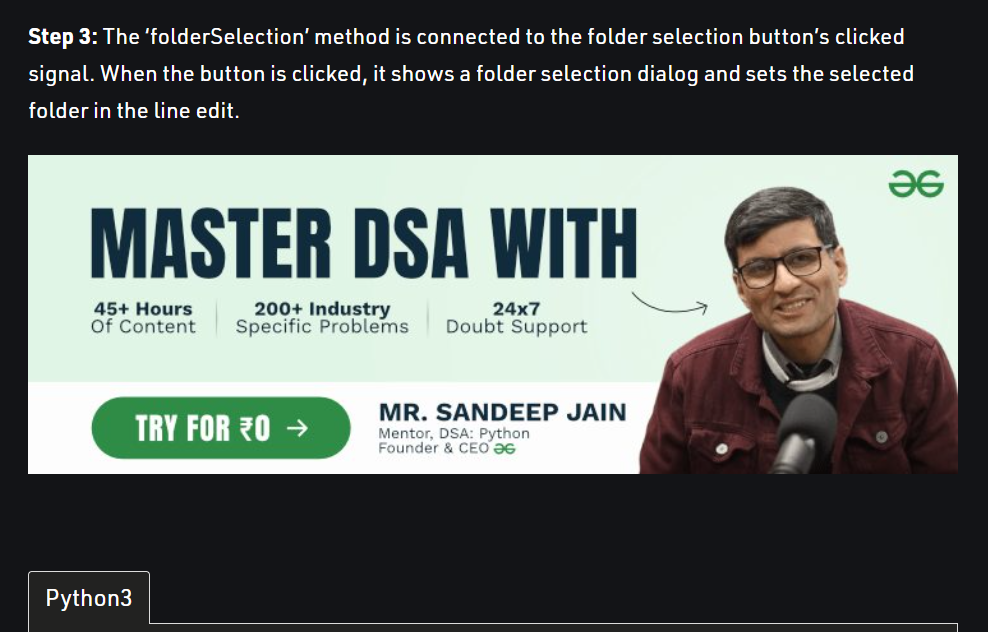 Step 3: The ‘folderSelection’ method is connected to the folder selection button’s clicked
signal. When the button is clicked, it shows a folder selection dialog and sets the selected
folder in the line edit.
MASTER DSA WITH
45+ Hours
Of Content
200+ Industry
Specific Problems
24x7
Doubt Support
TRY FOR ₹0 →
MR. SANDEEP JAIN
Mentor, DSA: Python
Founder & CEO
Python3